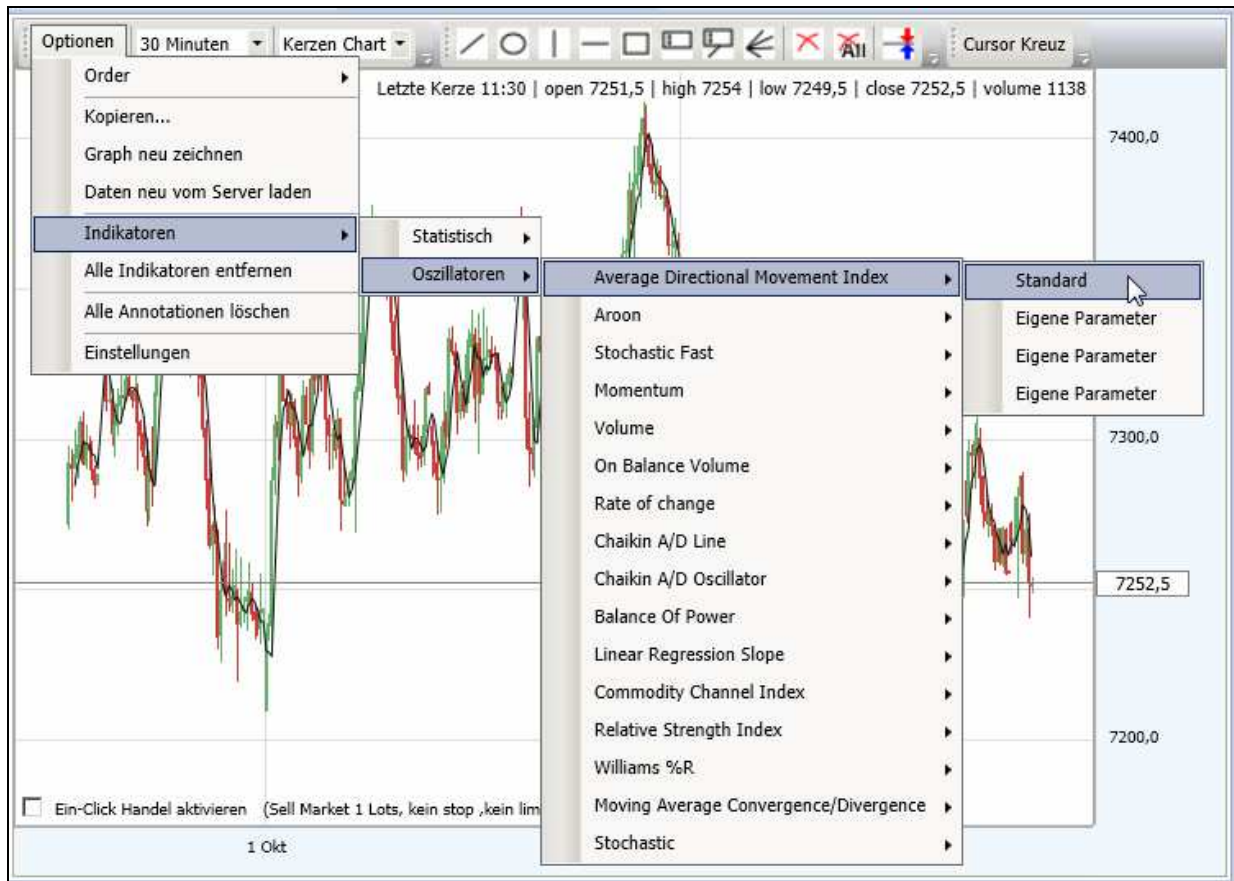 Optionen 30 Minuten Kerzen Chart All Cursor Kreuz
Letzte Kerze 11:30 | open 7251,5 | high 7254 | low 7249,5 | close 7252,5 | volume 1138
Order
Kopieren...
Graph neu zeichnen
Daten neu vom Server laden
Indikatoren
Alle Indikatoren entfernen
Alle Annotationen löschen
Einstellungen
Statistisch
Oszillatoren
Average Directional Movement Index
Aroon
Stochastic Fast
Momentum
Volume
On Balance Volume
Rate of change
Chaikin A/D Line
Chaikin A/D Oscillator
Balance Of Power
Linear Regression Slope
Commodity Channel Index
Relative Strength Index
Williams %R
Moving Average Convergence/Divergence
Stochastic
Standard
Eigene Parameter
Eigene Parameter
Eigene Parameter
7400,0
7300,0
7252,5
7200,0
Ein-Click Handel aktivieren (Sell Market 1 Lots, kein stop ,kein lim
1 Okt